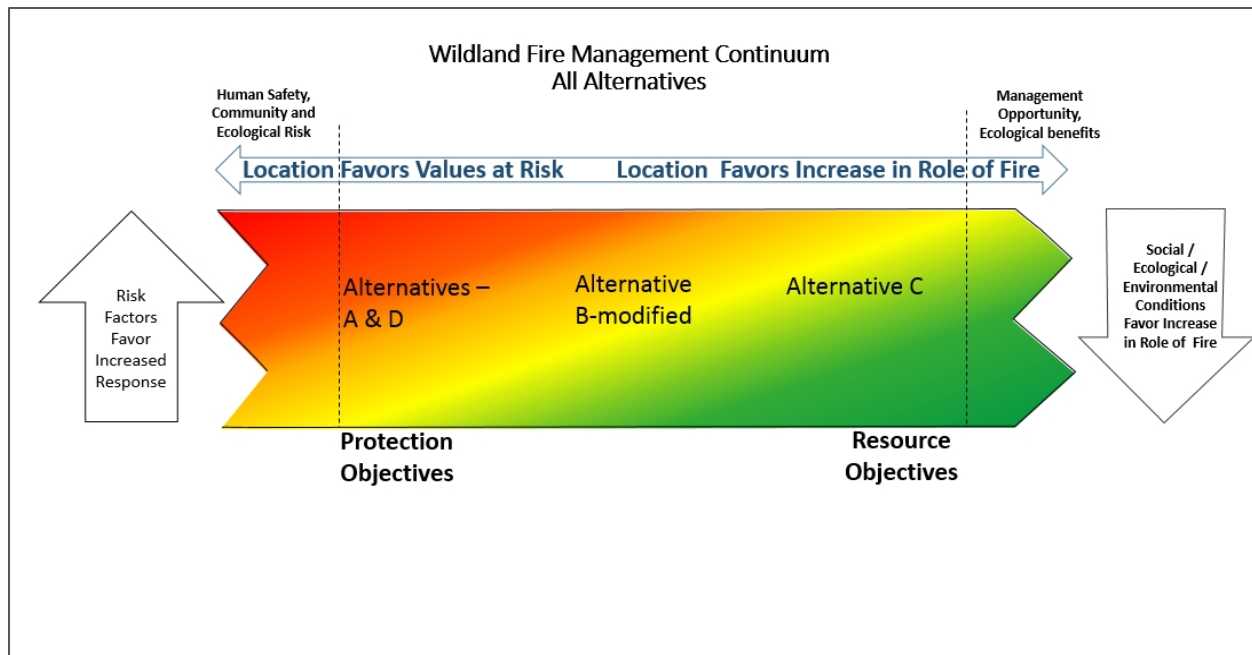 Wildland Fire Management Continuum
All Alternatives
Human Safety,
Community and
Ecological Risk
Management
Opportunity,
Ecological benefits
Location Favors Values at Risk
Location Favors Increase in Role of Fire
Risk
Factors
Favor
Increased
Response
Alternatives –
A & D
Alternative
B-modified
Alternative C
Social /
Ecological /
Environmental
Conditions
Favor Increase
in Role of Fire
Protection
Objectives
Resource
Objectives